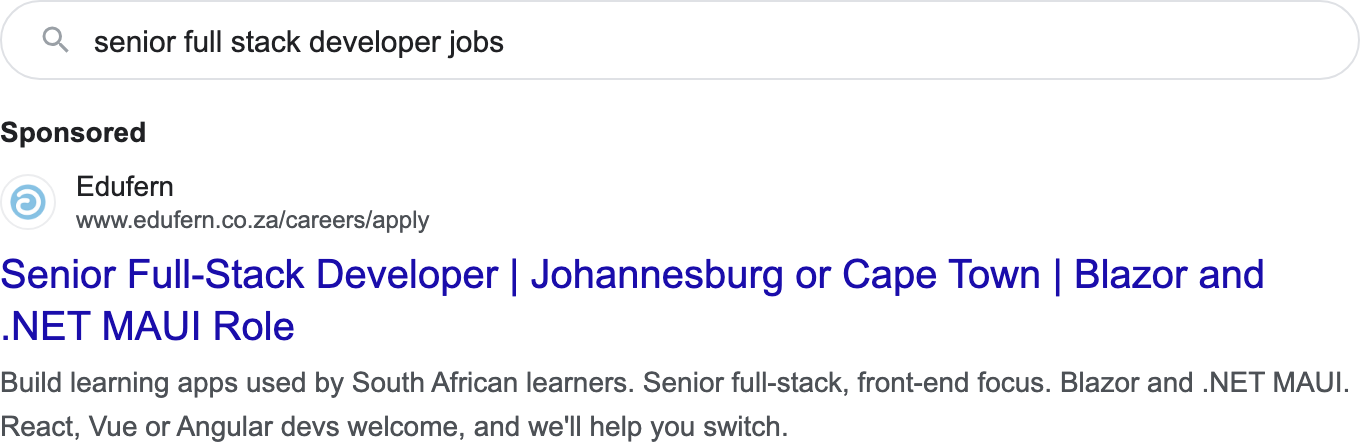 senior full stack developer jobs
Sponsored
Edufern
www.edufern.co.za/careers/apply
Senior Full-Stack Developer | Johannesburg or Cape Town | Blazor and
.NET MAUI Role
Build learning apps used by South African learners. Senior full-stack, front-end focus. Blazor and .NET MAUI.
React, Vue or Angular devs welcome, and we'll help you switch.